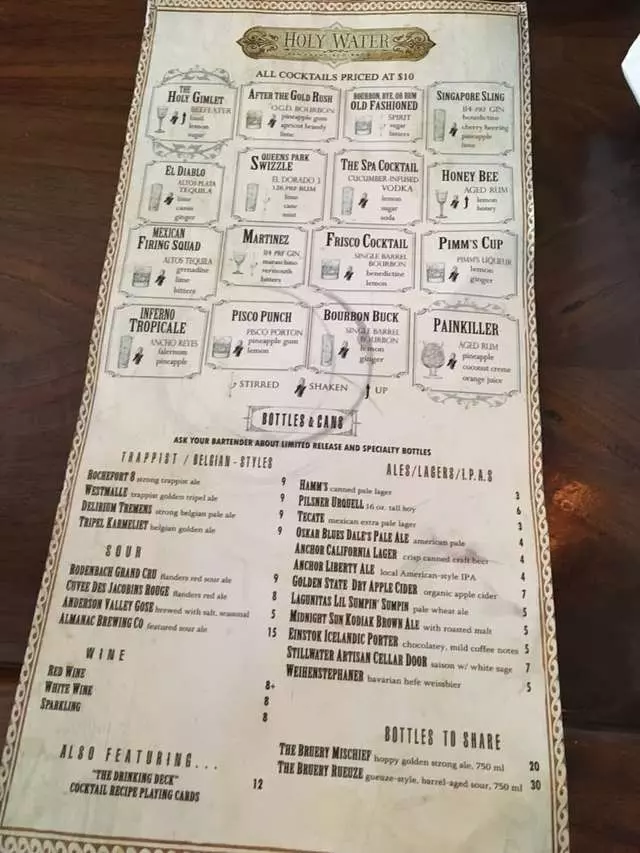 HOLY WATER
ALL COCKTAILS PRICED AT $10
THE
HOLY GIMLET
BEEFEATER
basil
lemon
sugar
AFTER THE GOLD RUSH
O.G.D. BOURBON
pineapple gum
apricot brandy
lime
BOURBON, RYE, OR RUM
OLD FASHIONED
SPIRIT
sugar
bitters
SINGAPORE SLING
114 PRF GIN
benedictine
cherry heering
pineapple
lime
EL DIABLO
ALTOS PLATA
TEQUILA
lime
cassis
ginger
QUEENS PARK
SWIZZLE
EL DORADO 3
126 PRF RUM
lime
cane
mint
THE SPA COCKTAIL
CUCUMBER-INFUSED
VODKA
lemon
sugar
soda
HONEY BEE
AGED RUM
lemon
honey
MEXICAN
FIRING SQUAD
ALTOS TEQUILA
grenadine
lime
bitters
MARTINEZ
114 PRF GIN
maraschino
vermouth
bitters
FRISCO COCKTAIL
SINGLE BARREL
BOURBON
benedictine
lemon
PIMM'S CUP
PIMM'S LIQUEUR
lemon
ginger
INFERNO
TROPICALE
ANCHO REYES
falernum
pineapple
PISCO PUNCH
PISCO PORTON
pineapple gum
lemon
BOURBON BUCK
SINGLE BARREL
BOURBON
lemon
ginger
PAINKILLER
AGED RUM
pineapple
coconut creme
orange juice
STIRRED SHAKEN UP
BOTTLES & CANS
ASK YOUR BARTENDER ABOUT LIMITED RELEASE AND SPECIALTY BOTTLES
TRAPPIST / BELGIAN-STYLES
ROCHEFORT 8 strong trappist ale 9
WESTMALLE trappist golden tripel ale 9
DELIRIUM TREMENS strong belgian pale ale 9
TRIPEL KARMELIET belgian golden ale 9
SOUR
RODENBACH GRAND CRU flanders red sour ale 9
CUVEE DES JACOBINS ROUGE flanders red ale 8
ANDERSON VALLEY GOSE brewed with salt, seasonal 5
ALMANAC BREWING CO featured sour ale 15
WINE
RED WINE 8+
WHITE WINE 8
SPARKLING 8
ALSO FEATURING...
"THE DRINKING DECK" 12
COCKTAIL RECIPE PLAYING CARDS
ALES/LAGERS/I.P.A.S
HAMM'S canned pale lager 3
PILSNER URQUELL 16 oz. tall boy 6
TECATE mexican extra pale lager 3
OSKAR BLUES DALE'S PALE ALE american pale 4
ANCHOR CALIFORNIA LAGER crisp canned craft beer 4
ANCHOR LIBERTY ALE local American-style IPA 4
GOLDEN STATE DRY APPLE CIDER organic apple cider 7
LAGUNITAS LIL SUMPIN' SUMPIN pale wheat ale 5
MIDNIGHT SUN KODIAK BROWN ALE with roasted malt 5
EINSTOK ICELANDIC PORTER chocolatey, mild coffee notes 5
STILLWATER ARTISAN CELLAR DOOR saison w/ white sage 7
WEIHENSTEPHANER bavarian hefe weissbier 5
BOTTLES TO SHARE
THE BRUERY MISCHIEF hoppy golden strong ale, 750 ml 20
THE BRUERY RUEUZE gueuze-style, barrel-aged sour, 750 ml 30